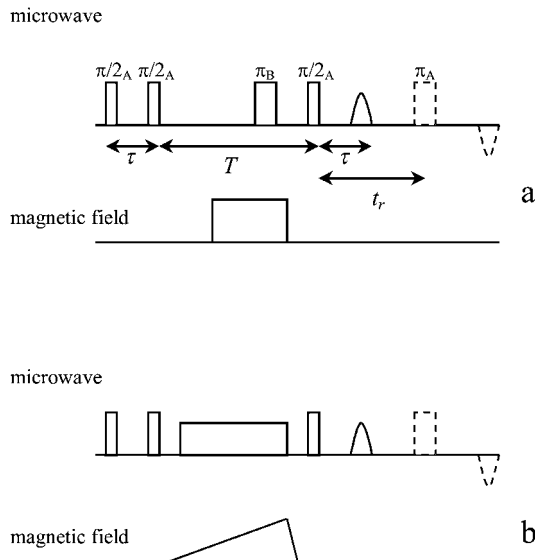 microwave
π/2A π/2A πB π/2A πA
τ T τ
tr
a
magnetic field
microwave
b
magnetic field